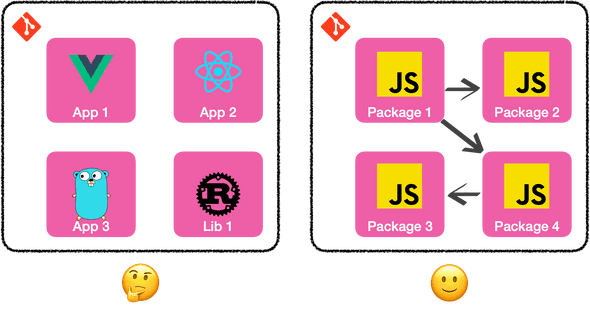 App 1
App 2
App 3
Lib 1
JS
Package 1
JS
Package 2
JS
Package 3
JS
Package 4